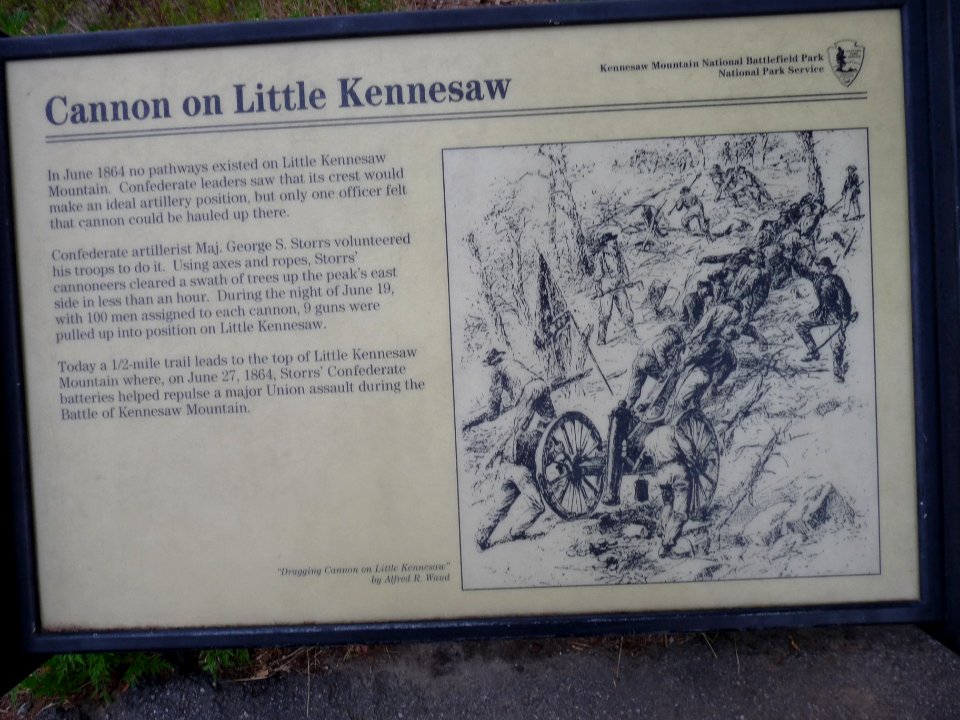 Kennesaw Mountain National Battlefield Park
National Park Service
Cannon on Little Kennesaw
In June 1864 no pathways existed on Little Kennesaw
Mountain. Confederate leaders saw that its crest would
make an ideal artillery position, but only one officer felt
that cannon could be hauled up there.
Confederate artillerist Maj. George S. Storrs volunteered
his troops to do it. Using axes and ropes, Storrs'
cannoneers cleared a swath of trees up the peak's east
side in less than an hour. During the night of June 19,
with 100 men assigned to each cannon, 9 guns were
pulled up into position on Little Kennesaw.
Today a 1/2-mile trail leads to the top of Little Kennesaw
Mountain where, on June 27, 1864, Storrs' Confederate
batteries helped repulse a major Union assault during the
Battle of Kennesaw Mountain.
"Dragging Cannon on Little Kennesaw"
by Alfred R. Waud